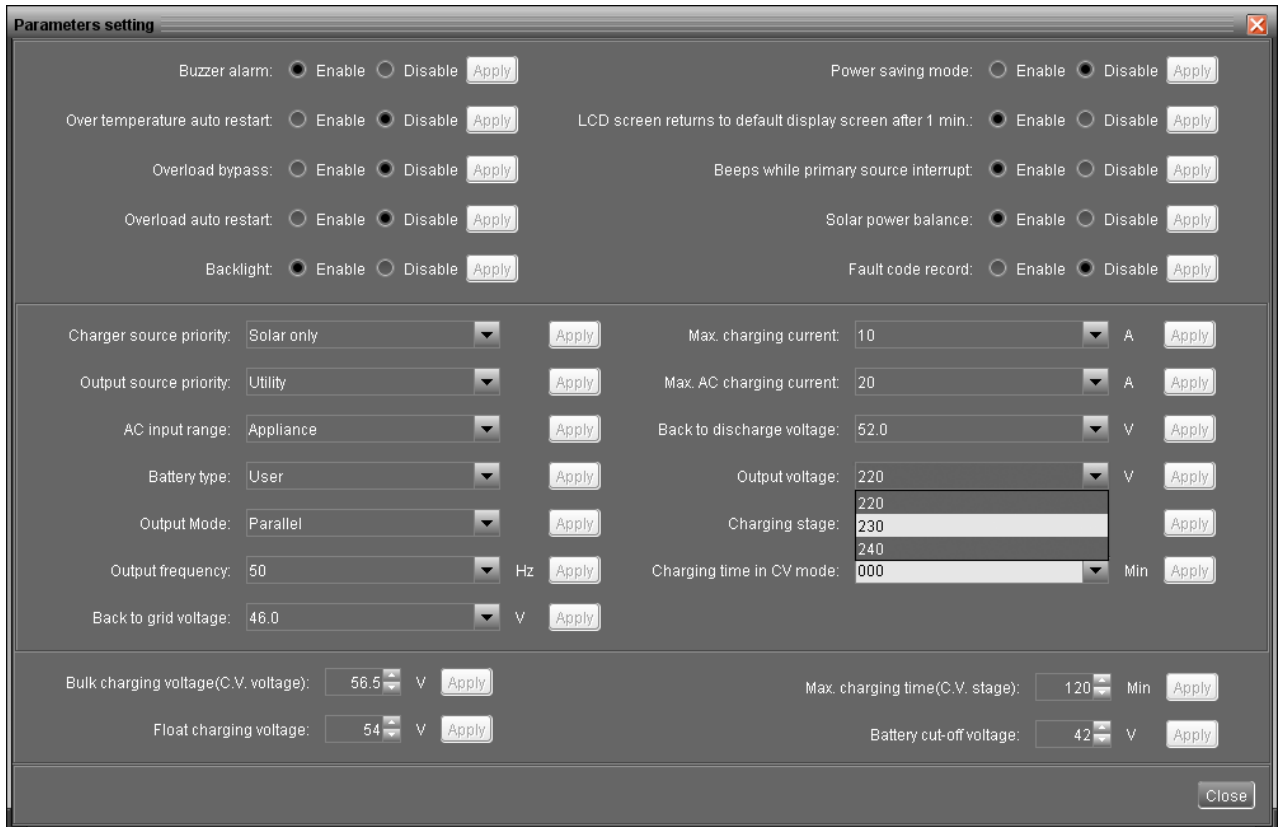 Parameters setting
Buzzer alarm: Enable Disable Apply Power saving mode: Enable Disable Apply
Over temperature auto restart: Enable Disable Apply LCD screen returns to default display screen after 1 min.: Enable Disable Apply
Overload bypass: Enable Disable Apply Beeps while primary source interrupt: Enable Disable Apply
Overload auto restart: Enable Disable Apply Solar power balance: Enable Disable Apply
Backlight: Enable Disable Apply Fault code record: Enable Disable Apply
Charger source priority: Solar only Apply Max. charging current: 10 A Apply
Output source priority: Utility Apply Max. AC charging current: 20 A Apply
AC input range: Appliance Apply Back to discharge voltage: 52.0 V Apply
Battery type: User Apply Output voltage: 220 V Apply
220
Output Mode: Parallel Apply Charging stage: 230 Apply
240
Output frequency: 50 Hz Apply Charging time in CV mode: 000 Min Apply
Back to grid voltage: 46.0 V Apply
Bulk charging voltage(C.V. voltage): 56.5 V Apply Max. charging time(C.V. stage): 120 Min Apply
Float charging voltage: 54 V Apply Battery cut-off voltage: 42 V Apply
Close